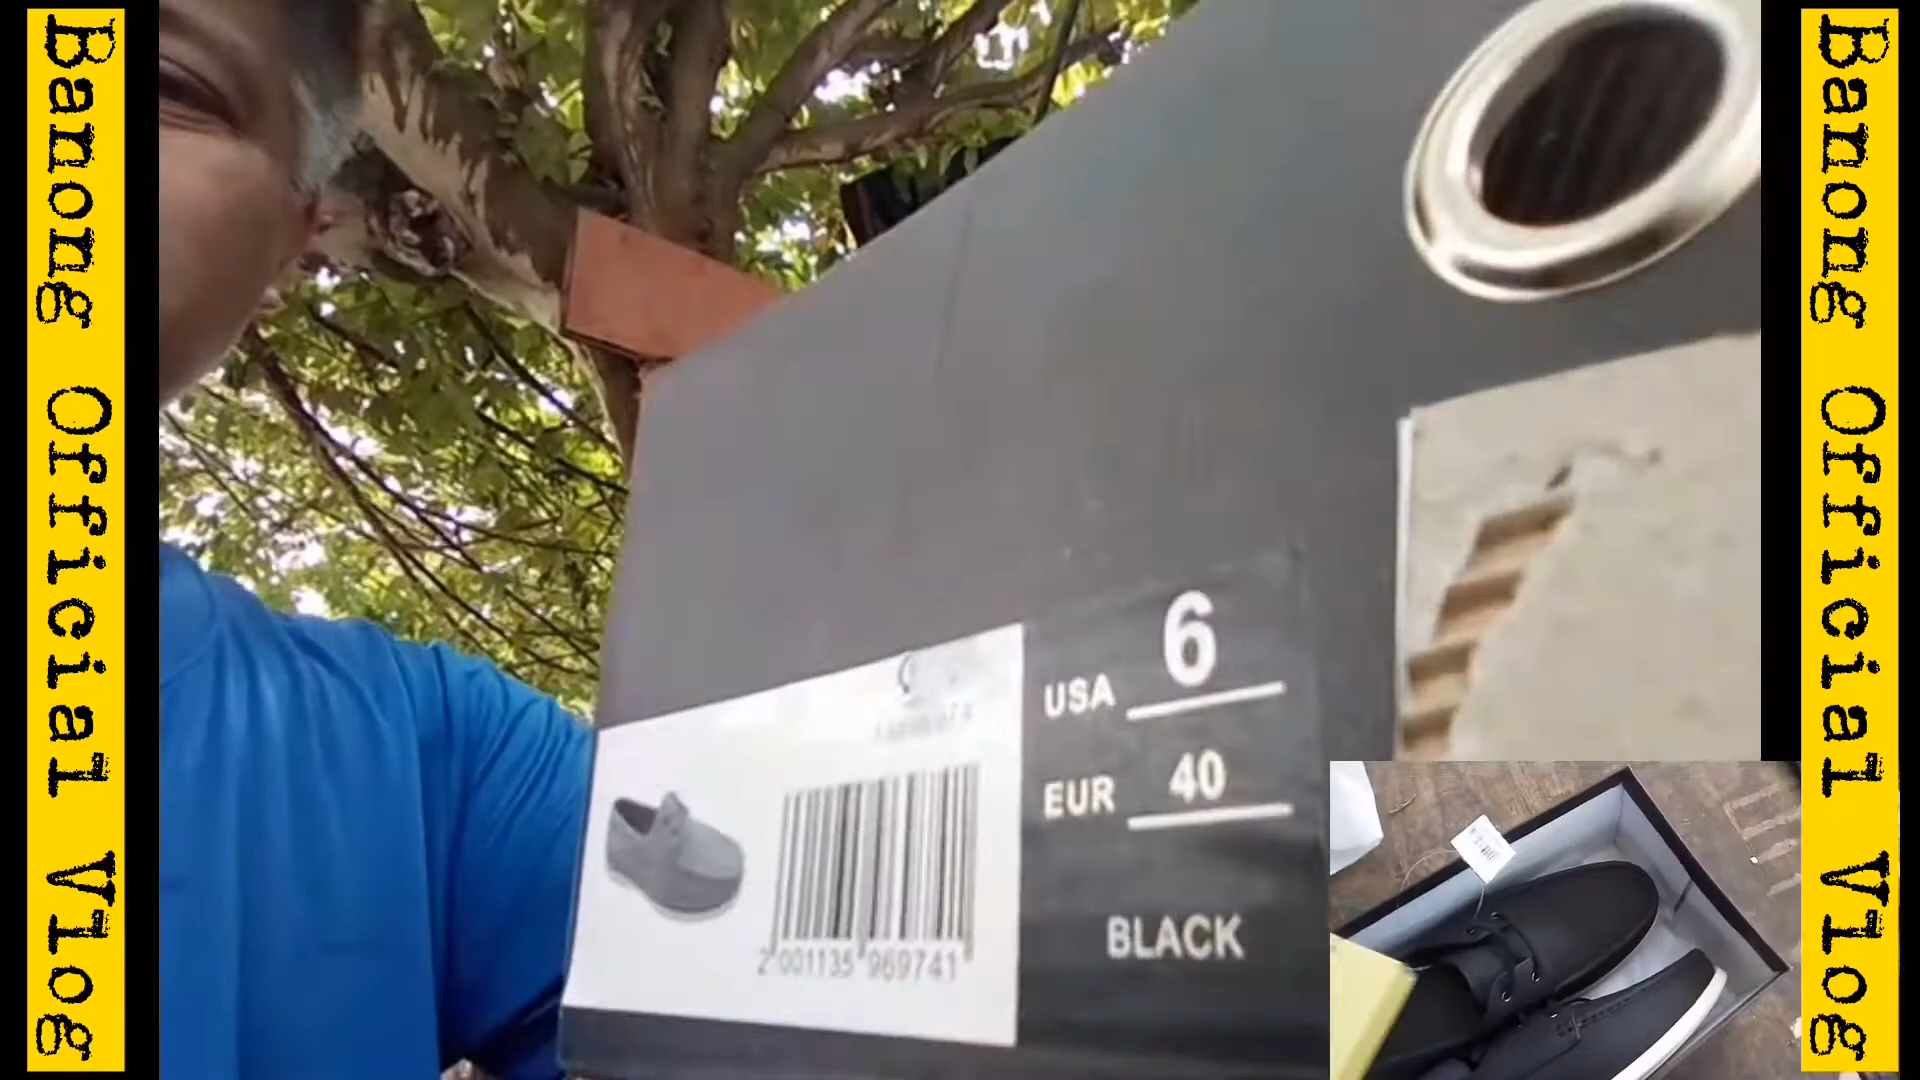 Banong Official Vlog
USA 6
EUR 40
BLACK
2 001135 969741
Banong Official Vlog